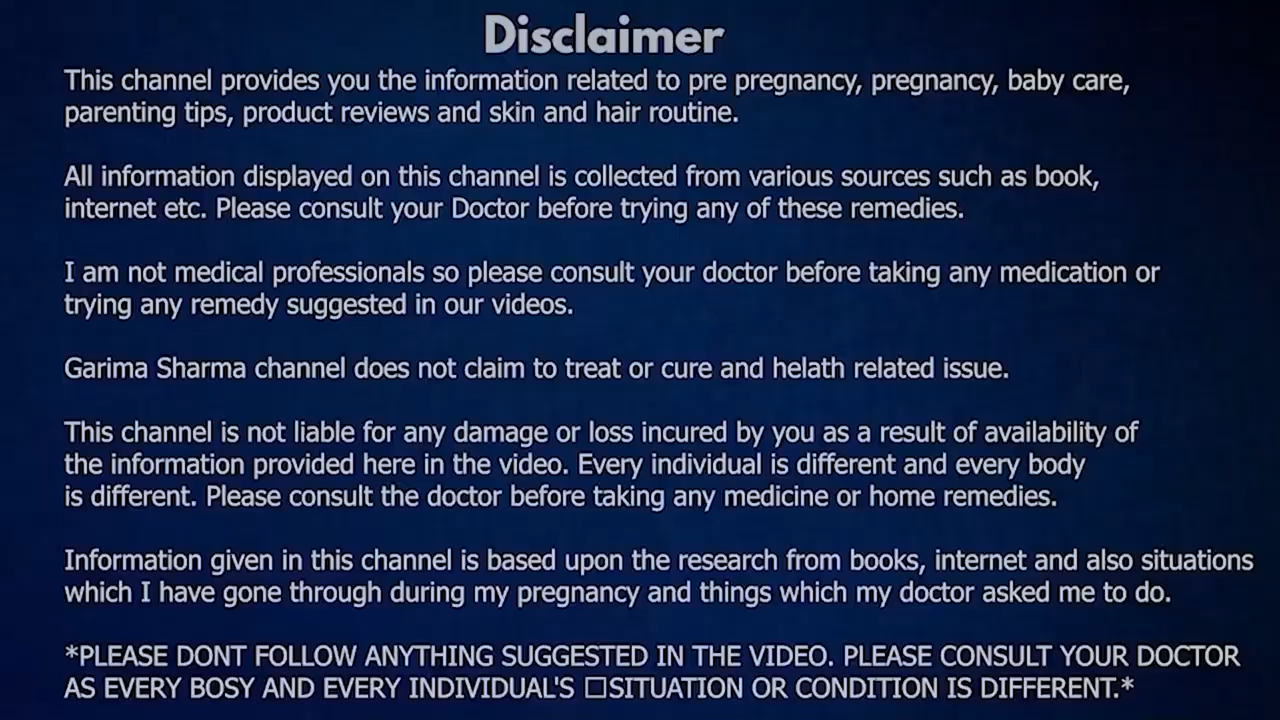 Disclaimer
This channel provides you the information related to pre pregnancy, pregnancy, baby care,
parenting tips, product reviews and skin and hair routine.
All information displayed on this channel is collected from various sources such as book,
internet etc. Please consult your Doctor before trying any of these remedies.
I am not medical professionals so please consult your doctor before taking any medication or
trying any remedy suggested in our videos.
Garima Sharma channel does not claim to treat or cure and helath related issue.
This channel is not liable for any damage or loss incured by you as a result of availability of
the information provided here in the video. Every individual is different and every body
is different. Please consult the doctor before taking any medicine or home remedies.
Information given in this channel is based upon the research from books, internet and also situations
which I have gone through during my pregnancy and things which my doctor asked me to do.
*PLEASE DONT FOLLOW ANYTHING SUGGESTED IN THE VIDEO. PLEASE CONSULT YOUR DOCTOR
AS EVERY BOSY AND EVERY INDIVIDUAL'S □SITUATION OR CONDITION IS DIFFERENT.*